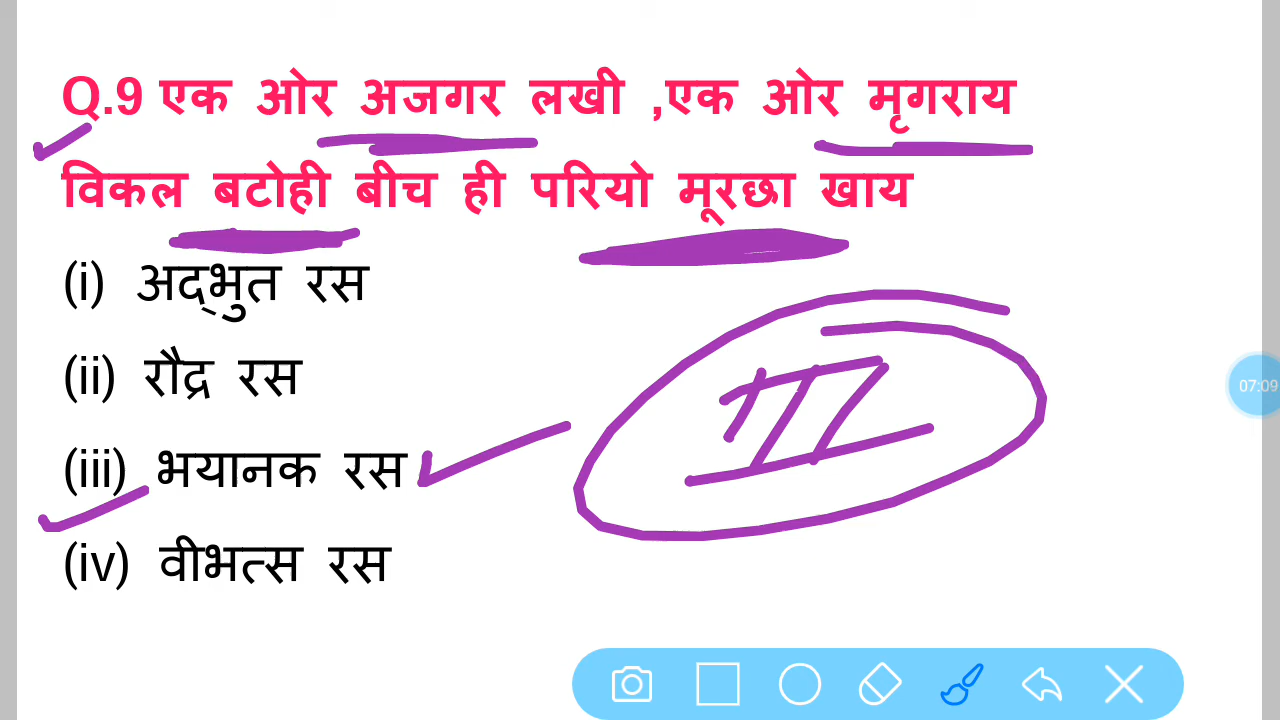 Q.9 एक ओर अजगर लखी ,एक ओर मृगराय
विकल बटोही बीच ही परियो मूरछा खाय
(i) अद्भुत रस
(ii) रौद्र रस
(iii) भयानक रस
III
(iv) वीभत्स रस
07:09